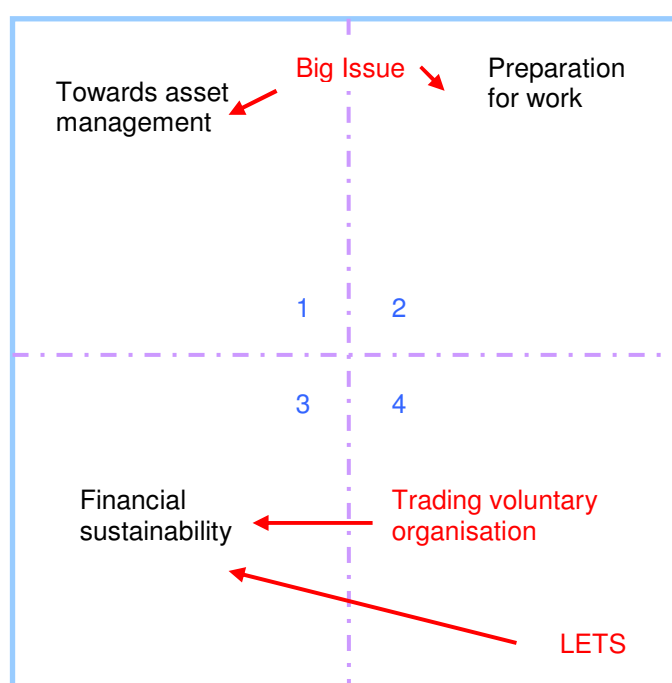 Big Issue
Preparation
for work
Towards asset
management
1
2
3
4
Financial
sustainability
Trading voluntary
organisation
LETS